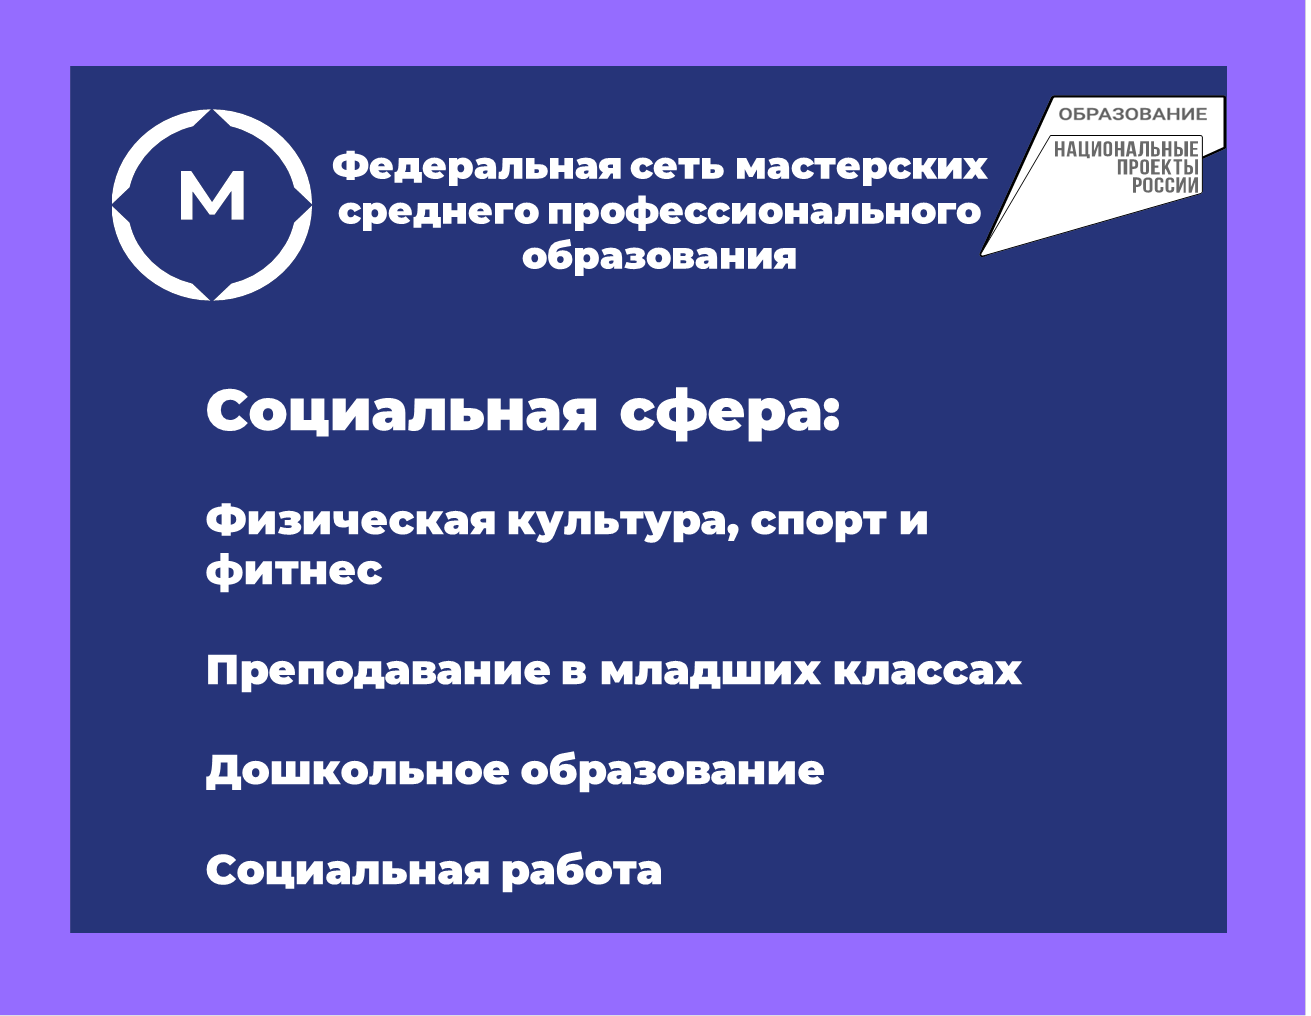 М
Федеральная сеть мастерских
среднего профессионального
образования
ОБРАЗОВАНИЕ
НАЦИОНАЛЬНЫЕ
ПРОЕКТЫ
РОССИИ
Социальная сфера:
Физическая культура, спорт и
фитнес
Преподавание в младших классах
Дошкольное образование
Социальная работа